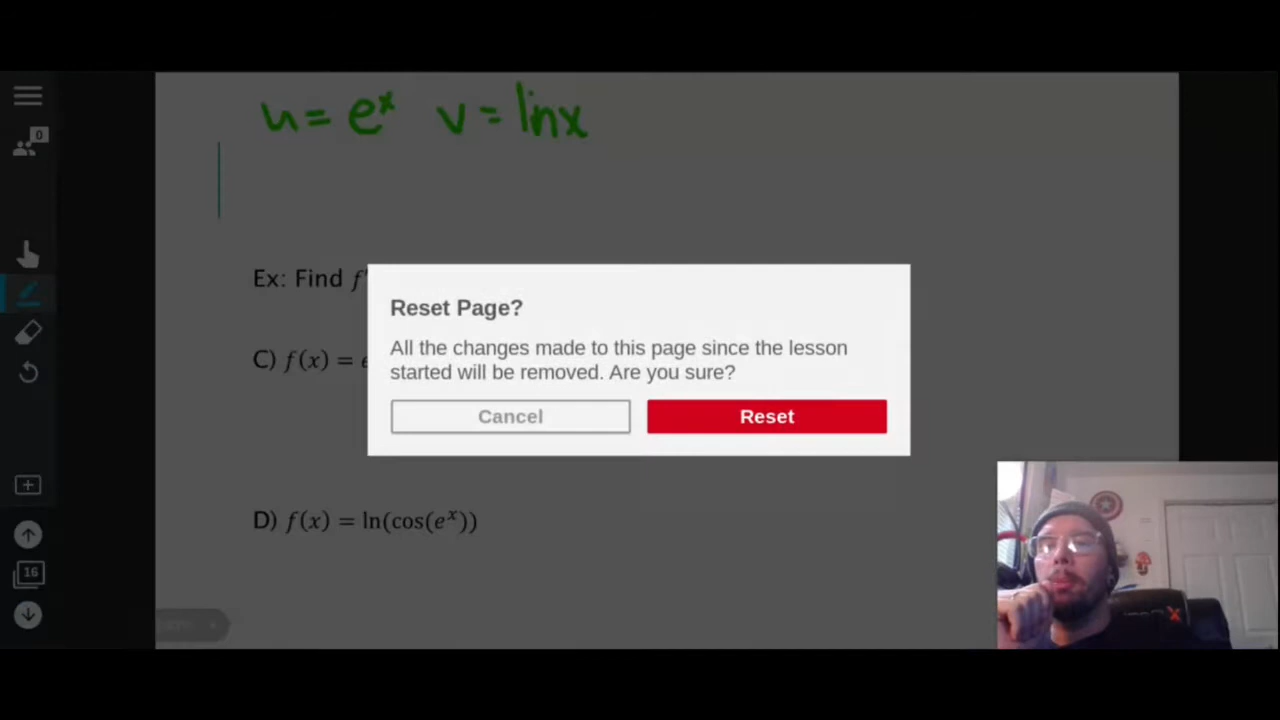 u = e^x v = lnx
0
Ex: Find f'
C) f(x) = e
Reset Page?
All the changes made to this page since the lesson
started will be removed. Are you sure?
Cancel Reset
D) f(x) = ln(cos(e^x))
16